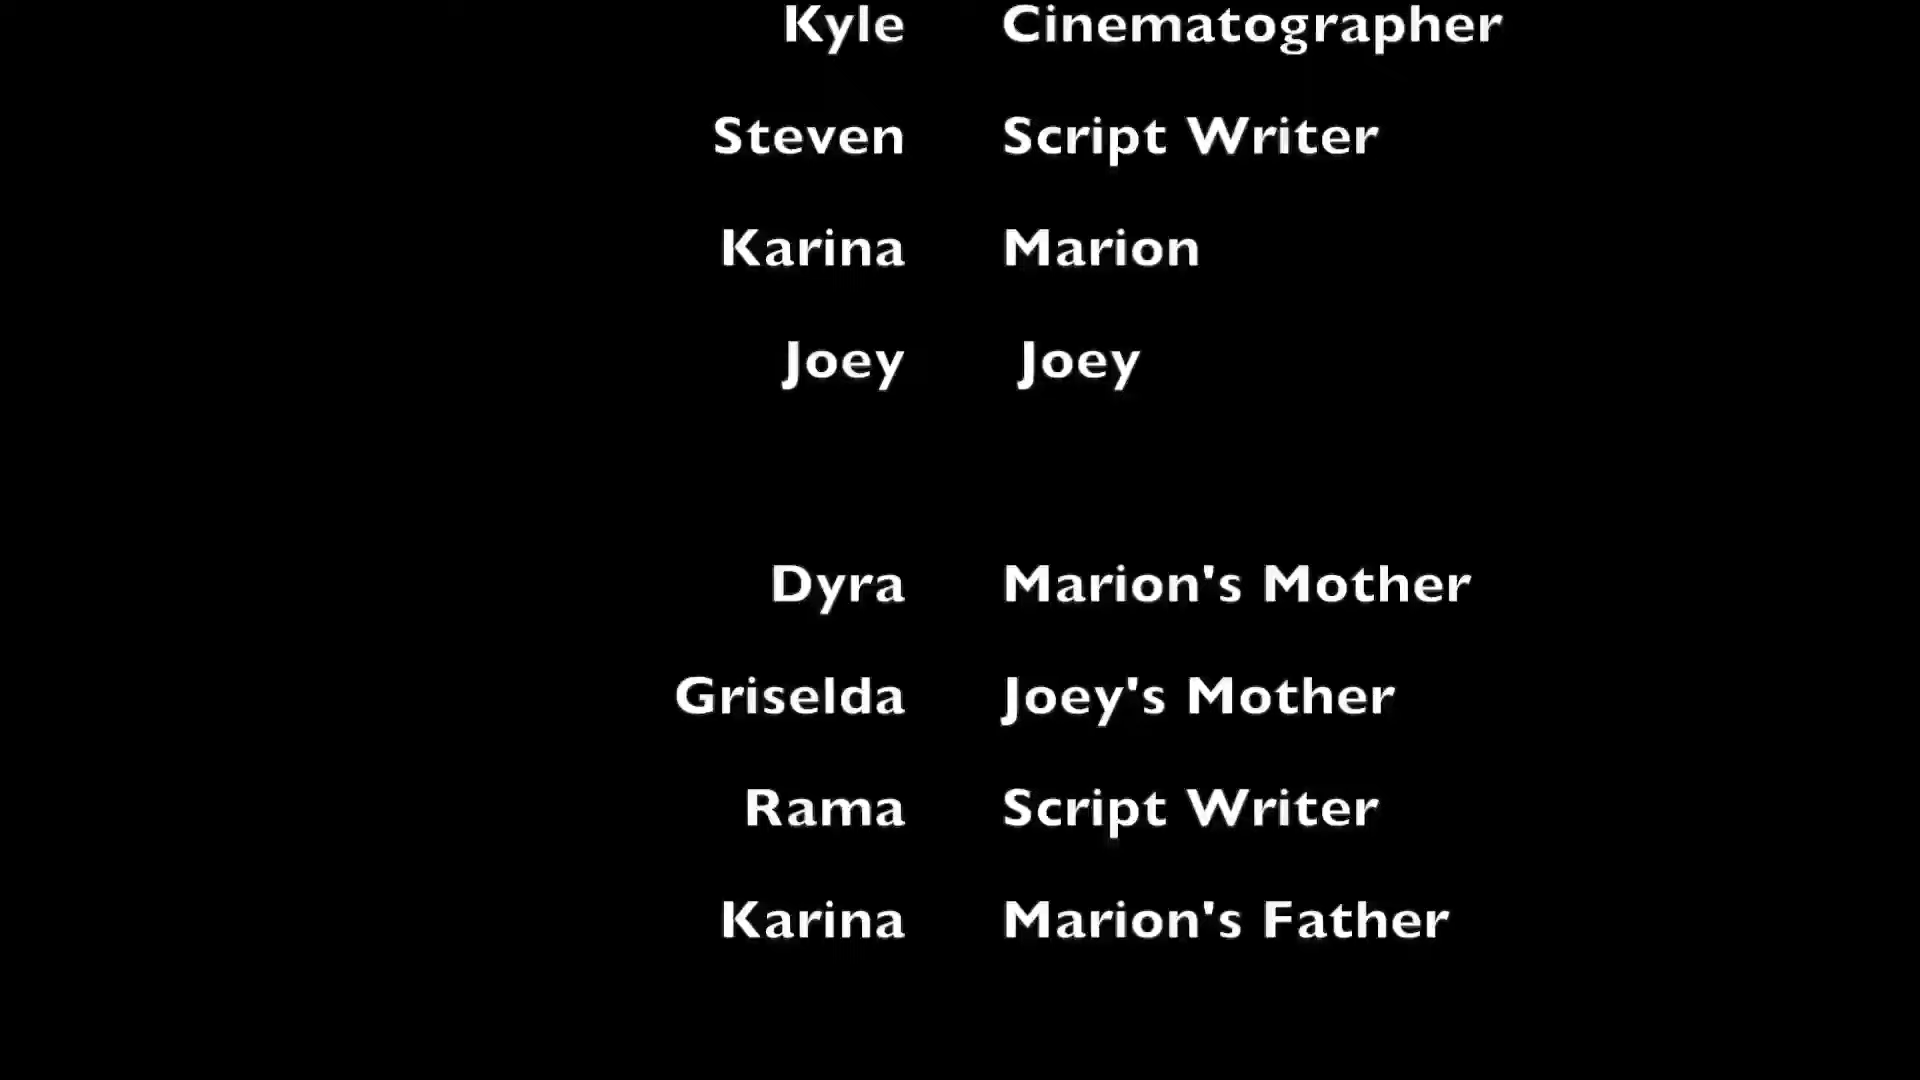 Kyle Cinematographer
Steven Script Writer
Karina Marion
Joey Joey
Dyra Marion's Mother
Griselda Joey's Mother
Rama Script Writer
Karina Marion's Father